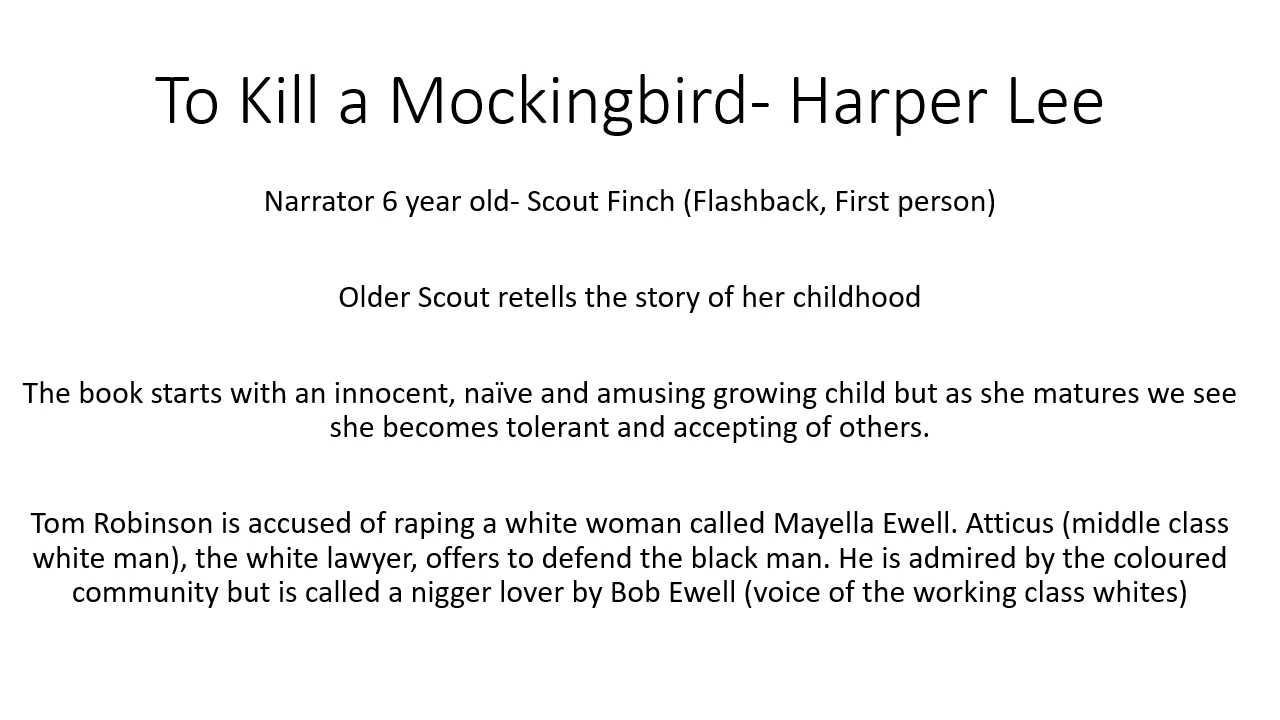 To Kill a Mockingbird- Harper Lee
Narrator 6 year old- Scout Finch (Flashback, First person)
Older Scout retells the story of her childhood
The book starts with an innocent, naïve and amusing growing child but as she matures we see
she becomes tolerant and accepting of others.
Tom Robinson is accused of raping a white woman called Mayella Ewell. Atticus (middle class
white man), the white lawyer, offers to defend the black man. He is admired by the coloured
community but is called a nigger lover by Bob Ewell (voice of the working class whites)